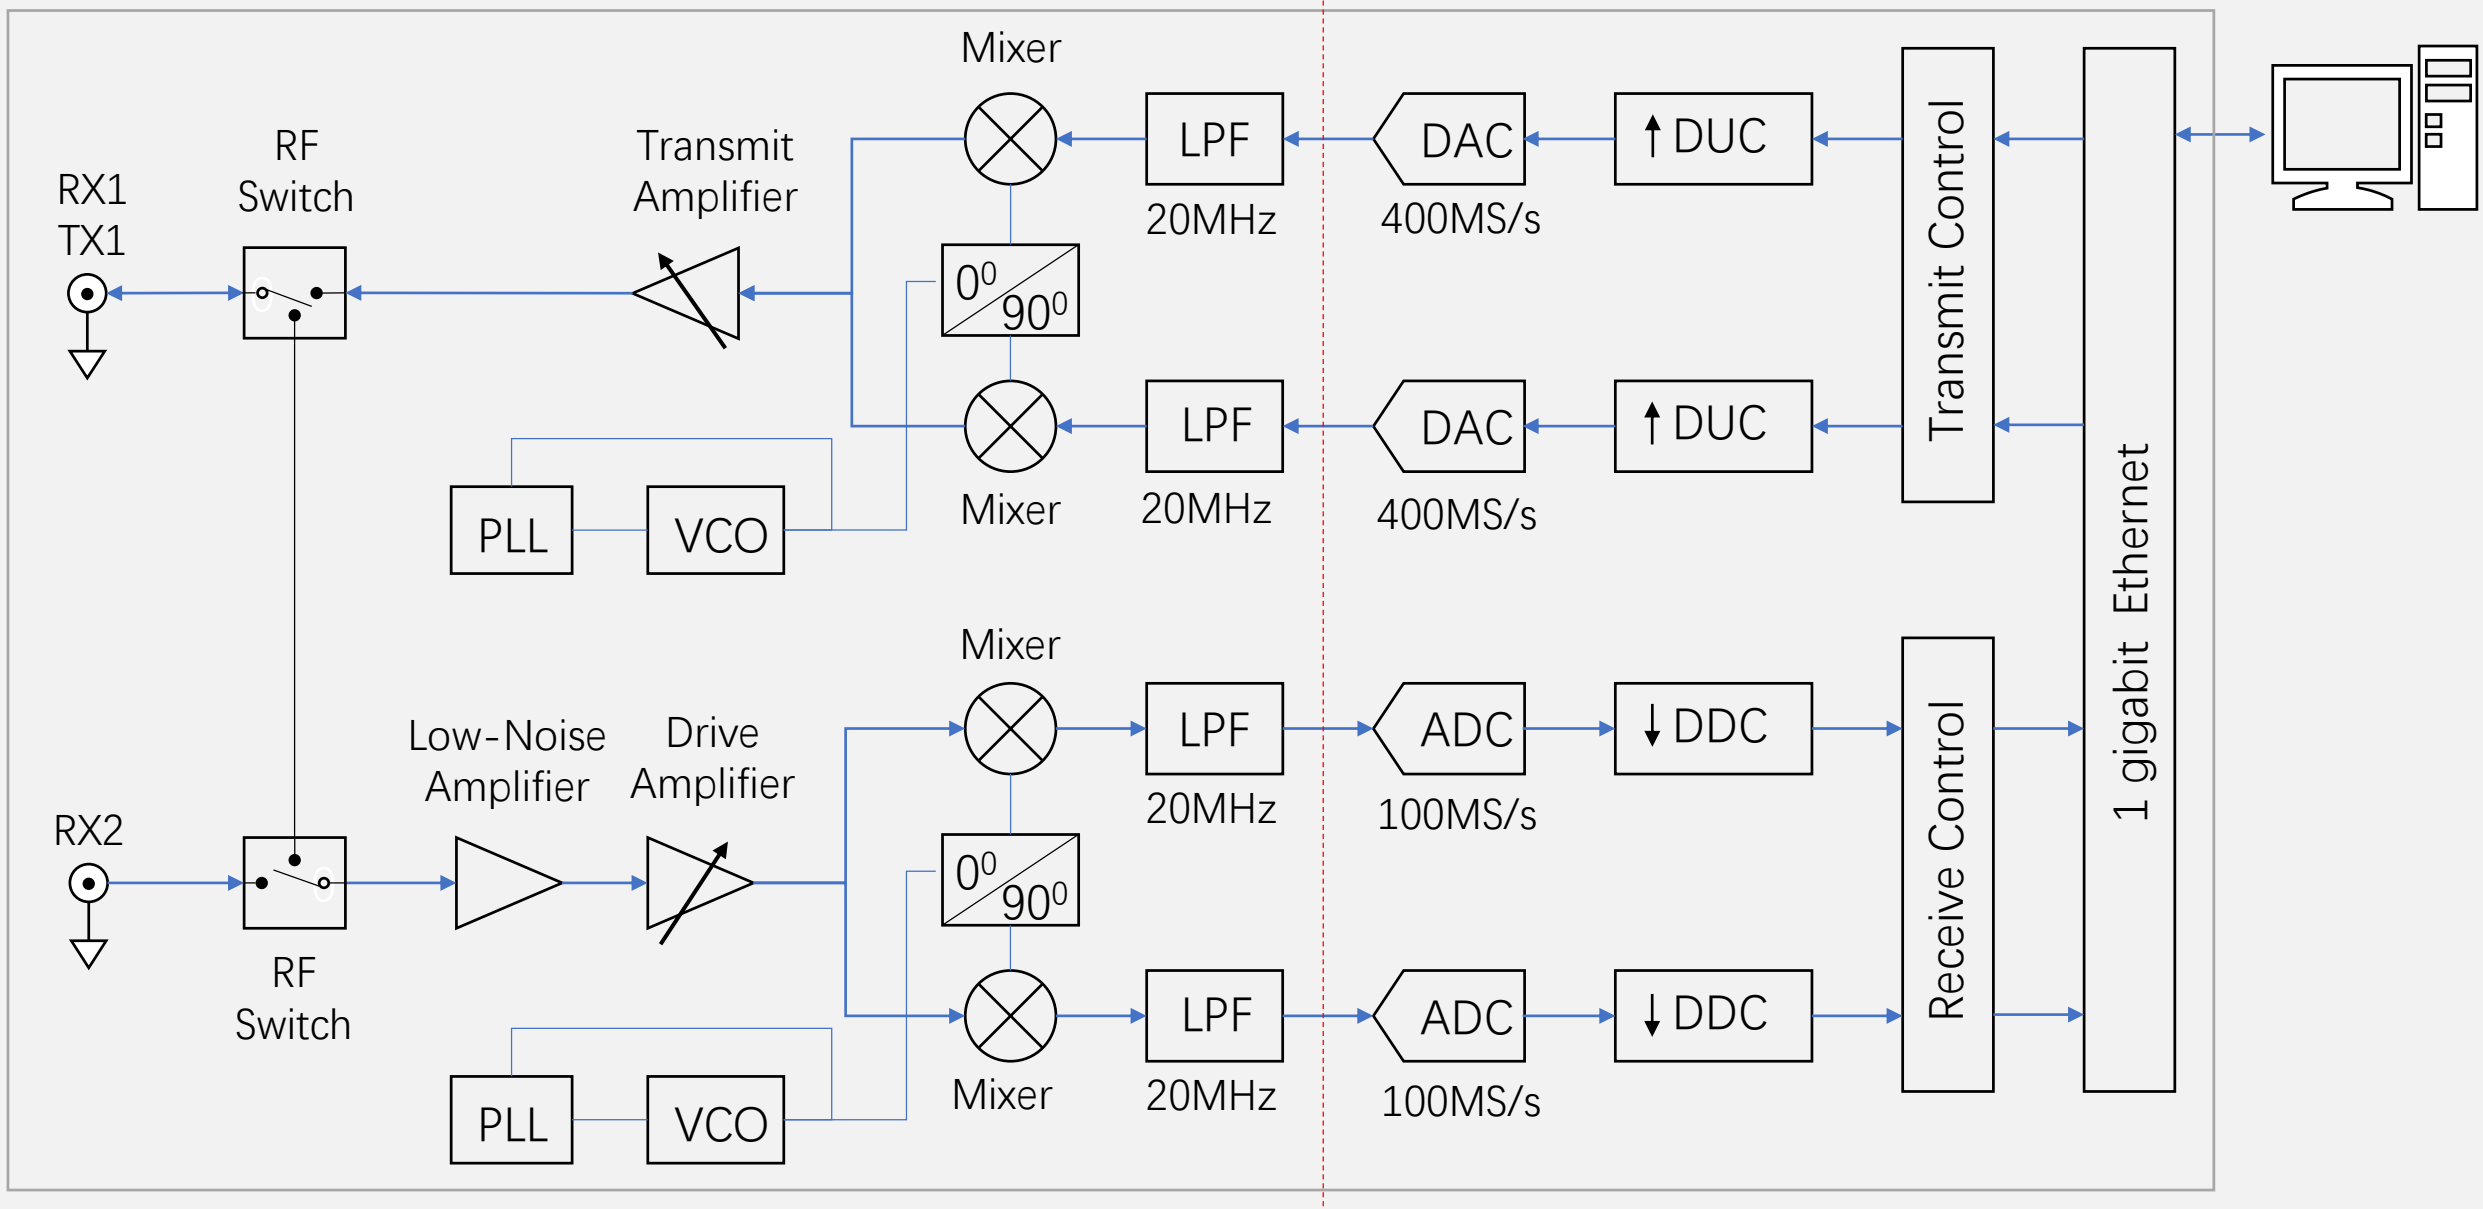 Mixer
RF
Switch
RX1
TX1
Transmit
Amplifier
LPF
20MHz
DAC
400MS/s
↑ DUC
Transmit Control
0⁰
90⁰
LPF
20MHz
DAC
400MS/s
↑ DUC
Mixer
PLL
VCO
1 gigabit Ethernet
Mixer
Low-Noise
Amplifier
Drive
Amplifier
LPF
20MHz
ADC
100MS/s
↓ DDC
Receive Control
RX2
0⁰
90⁰
RF
Switch
LPF
20MHz
ADC
100MS/s
↓ DDC
Mixer
PLL
VCO